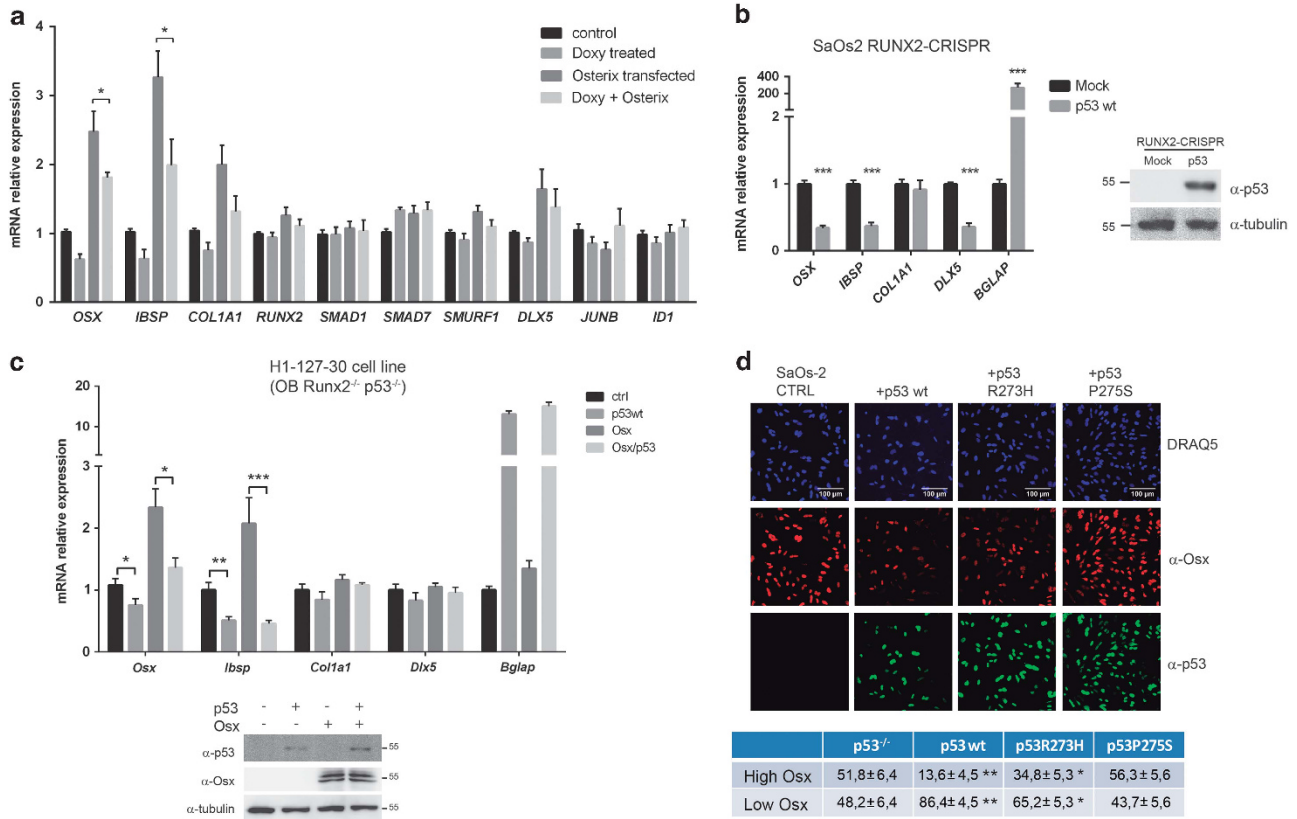 a
mRNA relative expression
4
3
2
1
0
*
*
control
Doxy treated
Osterix transfected
Doxy + Osterix
OSX IBSP COL1A1 RUNX2 SMAD1 SMAD7 SMURF1 DLX5 JUNB ID1
b
SaOs2 RUNX2-CRISPR
mRNA relative expression
400
200
2
1
0
*** *** *** ***
Mock
p53 wt
OSX IBSP COL1A1 DLX5 BGLAP
RUNX2-CRISPR
Mock p53
55 α-p53
55 α-tubulin
c
H1-127-30 cell line
(OB Runx2-/- p53-/-)
mRNA relative expression
20
10
3
2
1
0
* * ** ***
ctrl
p53wt
Osx
Osx/p53
Osx Ibsp Col1a1 Dlx5 Bglap
p53 - + - +
Osx - - + +
α-p53 55
α-Osx 55
α-tubulin 55
d
SaOs-2 CTRL
+p53 wt
+p53 R273H
+p53 P275S
100 µm 100 µm 100 µm 100 µm
DRAQ5
α-Osx
α-p53
p53-/- p53 wt p53R273H p53P275S
High Osx 51,8±6,4 13,6±4,5 ** 34,8±5,3 * 56,3±5,6
Low Osx 48,2±6,4 86,4±4,5 ** 65,2±5,3 * 43,7±5,6